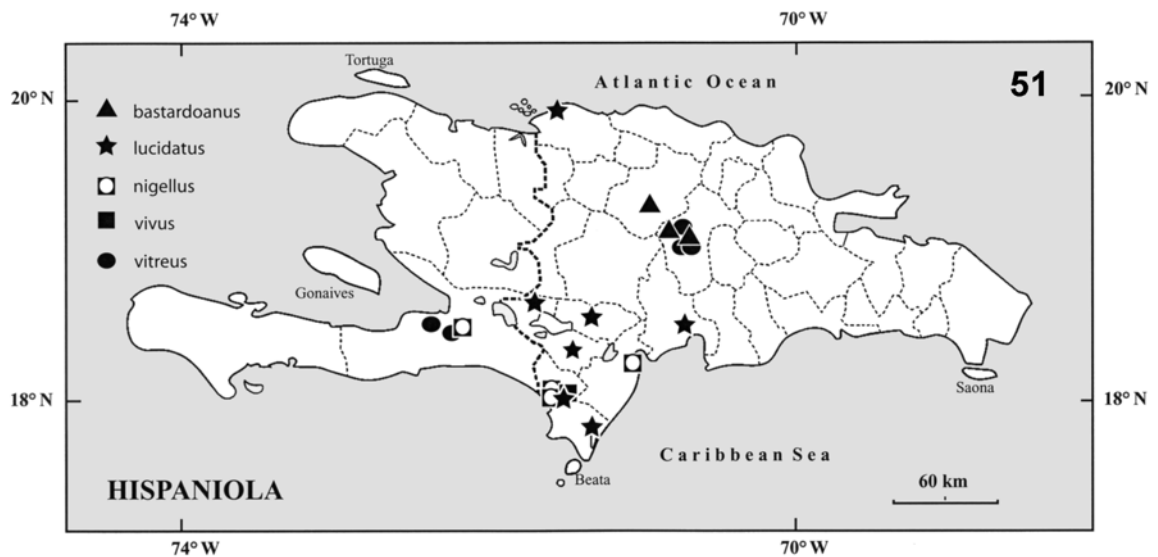 74° W 70° W
Tortuga
Atlantic Ocean 51
20° N 20° N
bastardoanus
lucidatus
nigellus
vivus
vitreus
Gonaives
Saona
18° N 18° N
Caribbean Sea
Beata
60 km
HISPANIOLA
74° W 70° W